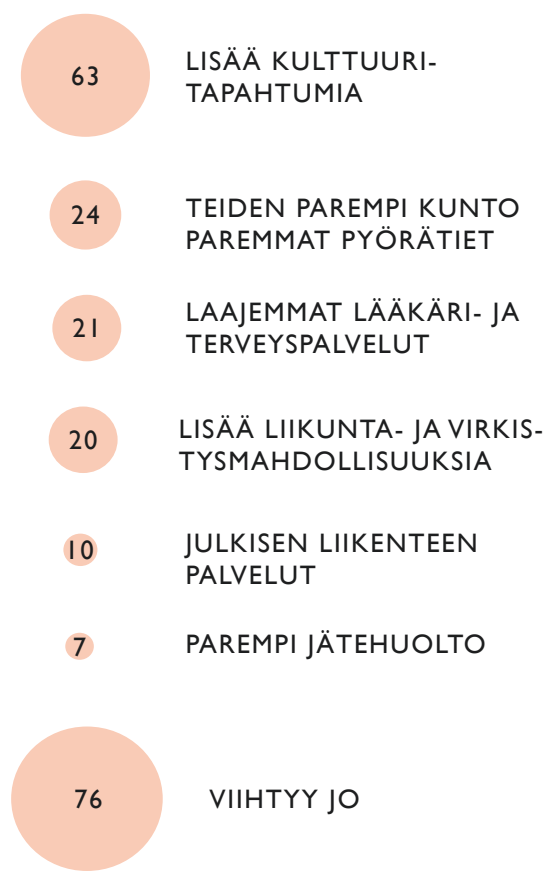 63
LISÄÄ KULTTUURI-
TAPAHTUMIA
24
TEIDEN PAREMPI KUNTO
PAREMMAT PYÖRÄTIET
21
LAAJEMMAT LÄÄKÄRI- JA
TERVEYSPALVELUT
20
LISÄÄ LIIKUNTA- JA VIRKIS-
TYSMAHDOLLISUUKSIA
10
JULKISEN LIIKENTEEN
PALVELUT
7
PAREMPI JÄTEHUOLTO
76
VIIHTYY JO